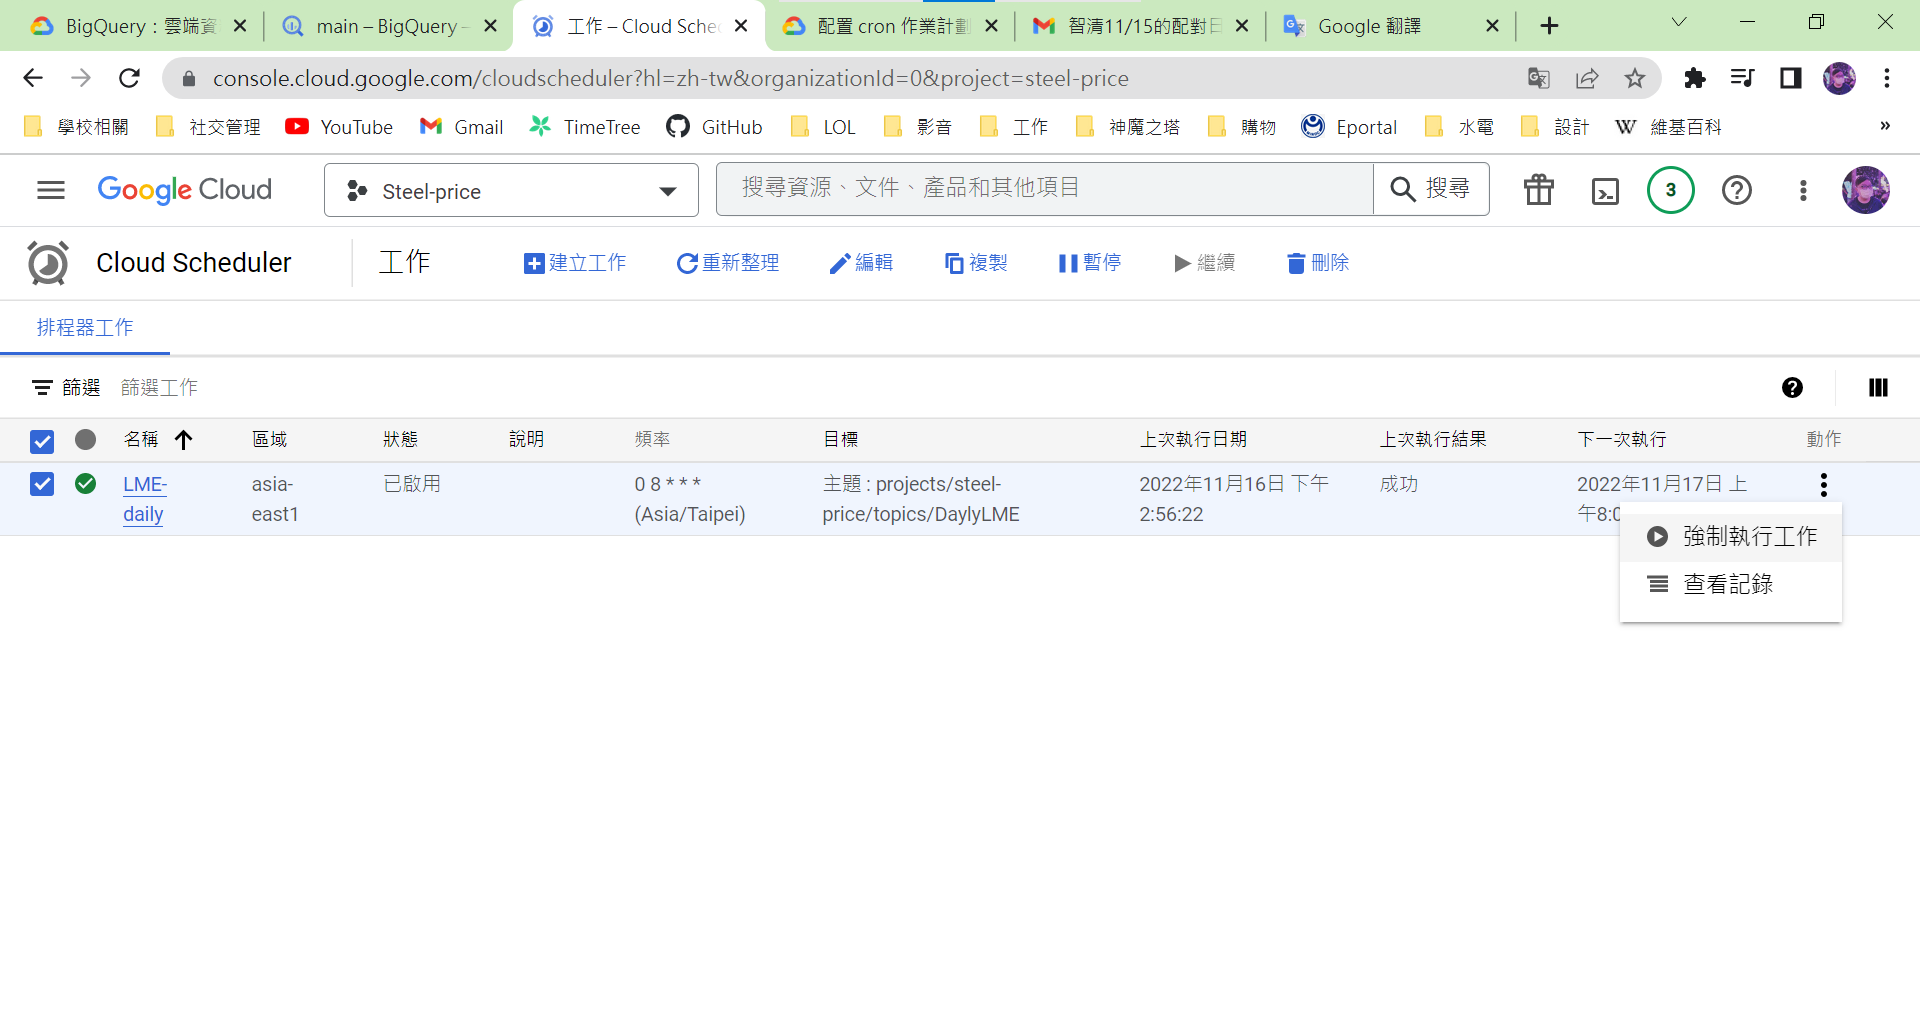 BigQuery：雲端資
main – BigQuery –
工作 – Cloud Sche
配置 cron 作業計劃
智清11/15的配對日
Google 翻譯
console.cloud.google.com/cloudscheduler?hl=zh-tw&organizationId=0&project=steel-price
學校相關
社交管理
YouTube
Gmail
TimeTree
GitHub
LOL
影音
工作
神魔之塔
購物
Eportal
水電
設計
W 維基百科
»
Google Cloud
Steel-price
搜尋資源、文件、產品和其他項目
搜尋
3
Cloud Scheduler
工作
建立工作
重新整理
編輯
複製
暫停
繼續
刪除
排程器工作
篩選
篩選工作
名稱
區域
狀態
說明
頻率
目標
上次執行日期
上次執行結果
下一次執行
動作
LME-
daily
asia-
east1
已啟用
0 8 * * *
(Asia/Taipei)
主題 : projects/steel-
price/topics/DaylyLME
2022年11月16日 下午
2:56:22
成功
2022年11月17日 上
午8:0
強制執行工作
查看記錄